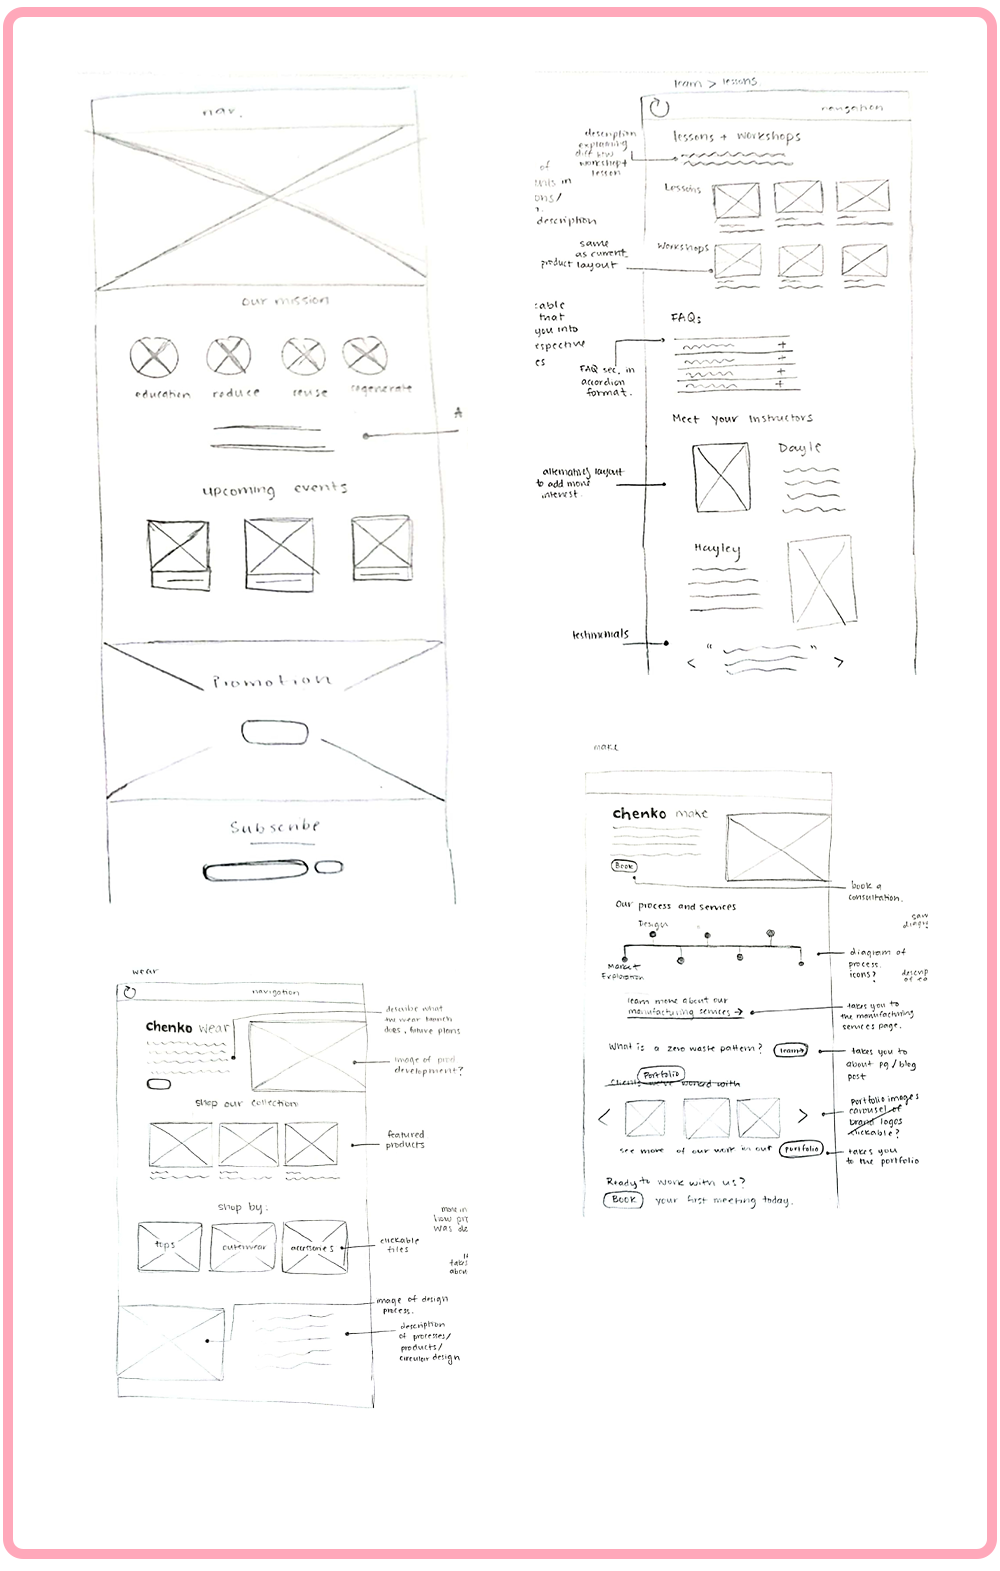 nav.
our mission
education reduce reuse regenerate
A
upcoming events
Promotion
Subscribe
learn > lessons
navigation
lessons + workshops
description
explaining
diff btw
workshop +
lesson
of
in
ons/
description
Lessons
Workshops
same
as current
product layout
cable
that
you into
espective
es
FAQs
FAQ sec. in
accordion
format.
Meet your Instructors
Dayle
alternating layout
to add more
interest.
Hayley
testimonials
" "
< >
make
chenko make
Book
book a
consultation.
Our process and services
Design
Market
Exploration
diagram of
process.
icons?
descrip
of ea
learn more about our
manufacturing services →
takes you to
the manufacturing
services page.
What is a zero waste pattern? learn→
takes you to
about pg / blog
post
Portfolio
clients we've worked with
< >
Portfolio images
carousel of
brand logos
clickable?
see more of our work in our Portfolio
takes you
to the portfolio
Ready to work with us?
Book your first meeting today.
wear
navigation
chenko wear
describe what
the wear branch
does, future plans
image of prod
development?
shop our collection
featured
products
shop by:
tops outerwear accessories
clickable
tiles
more in
how pr
was de
takes
abou
image of design
process.
description
of processes/
products/
circular design